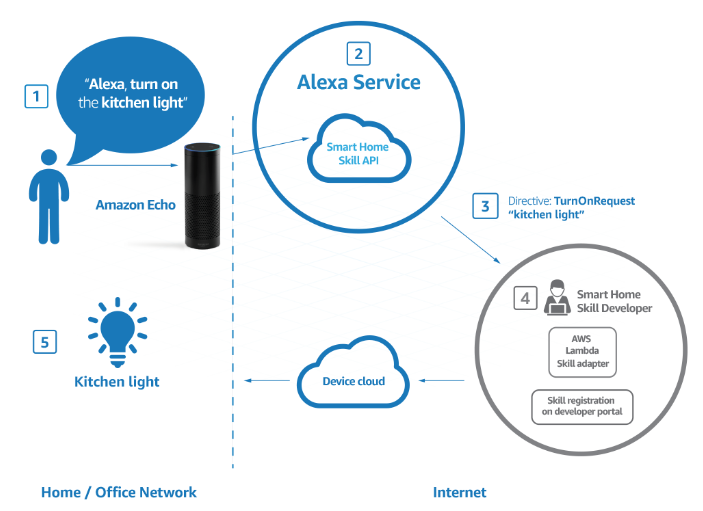 1
“Alexa, turn on
the kitchen light”
Amazon Echo
2
Alexa Service
Smart Home
Skill API
3
Directive: TurnOnRequest
“kitchen light”
4
Smart Home
Skill Developer
AWS
Lambda
Skill adapter
Skill registration
on developer portal
Device cloud
5
Kitchen light
Home / Office Network
Internet